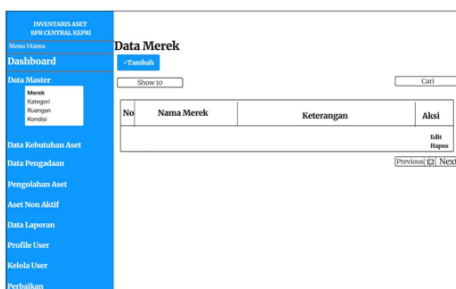 INVENTARIS ASET
BPR CENTRAL KEPRI
Menu Utama
Dashboard
Data Master
Merek
Kategori
Ruangan
Kondisi
Data Kebutuhan Aset
Data Pengadaan
Pengolahan Aset
Aset Non Aktif
Data Laporan
Profile User
Kelola User
Perbaikan
Data Merek
+Tambah
Show 10
Cari
No Nama Merek Keterangan Aksi
Edit
Hapus
Previous 1 2 Next